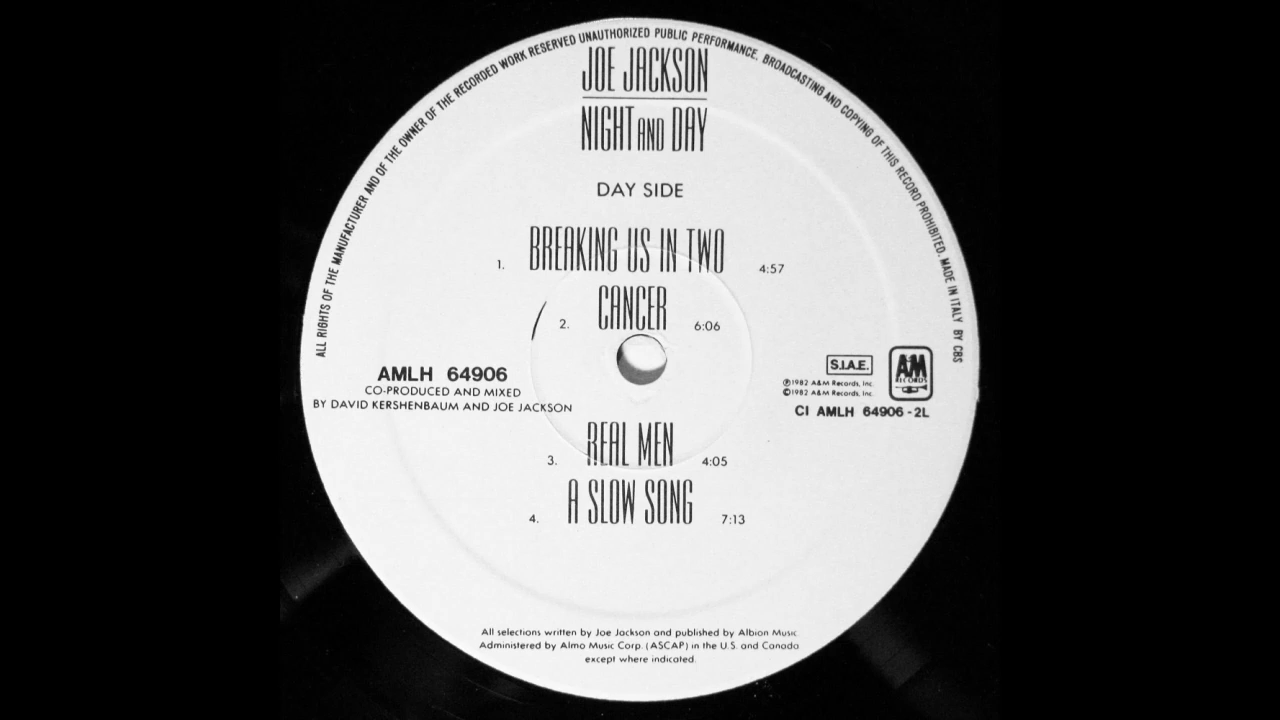 ALL RIGHTS OF THE MANUFACTURER AND OF THE OWNER OF THE RECORDED WORK RESERVED UNAUTHORIZED PUBLIC PERFORMANCE, BROADCASTING AND COPYING OF THIS RECORD PROHIBITED. MADE IN ITALY BY CBS
JOE JACKSON
NIGHT AND DAY
DAY SIDE
1. BREAKING US IN TWO 4:57
2. CANCER 6:06
AMLH 64906
CO-PRODUCED AND MIXED
BY DAVID KERSHENBAUM AND JOE JACKSON
S.I.A.E.
A&M
RECORDS
℗1982 A&M Records, Inc.
©1982 A&M Records, Inc.
CI AMLH 64906-2L
3. REAL MEN 4:05
4. A SLOW SONG 7:13
All selections written by Joe Jackson and published by Albion Music.
Administered by Almo Music Corp. (ASCAP) in the U.S. and Canada
except where indicated.